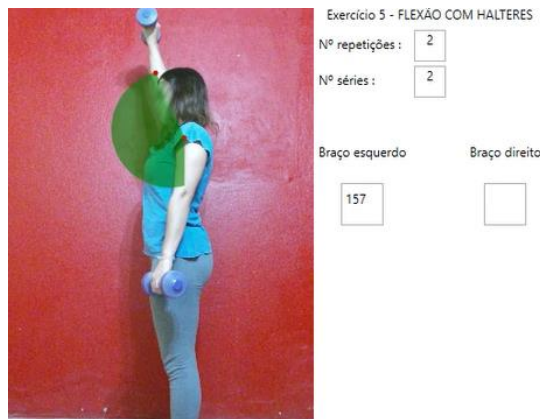 Exercício 5 - FLEXÃO COM HALTERES
Nº repetições : 2
Nº séries : 2
Braço esquerdo Braço direito
157